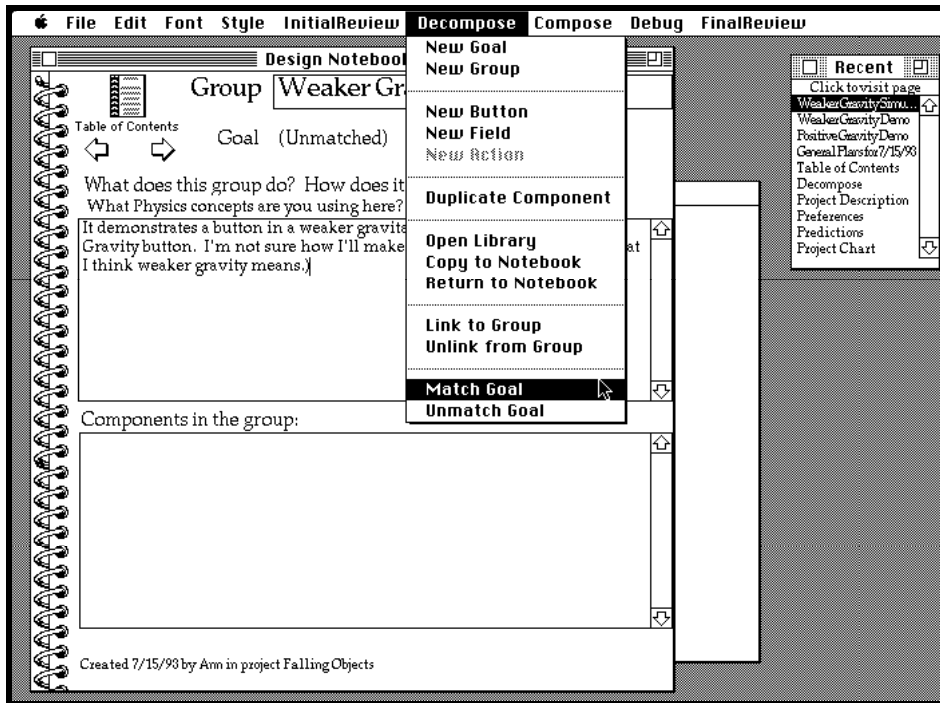 File Edit Font Style InitialReview Decompose Compose Debug FinalReview
Design Notebook
Group Weaker Gr
Table of Contents
Goal (Unmatched)
What does this group do? How does it
What Physics concepts are you using here?
It demonstrates a button in a weaker gravita
Gravity button. I'm not sure how I'll make at
I think weaker gravity means.)
Components in the group:
Created 7/15/93 by Ann in project Falling Objects
New Goal
New Group
New Button
New Field
New Action
Duplicate Component
Open Library
Copy to Notebook
Return to Notebook
Link to Group
Unlink from Group
Match Goal
Unmatch Goal
Recent
Click to visit page
WeakerGravitySimu...
WeakerGravityDemo
PositiveGravityDemo
General Plans for 7/15/93
Table of Contents
Decompose
Project Description
Preferences
Predictions
Project Chart